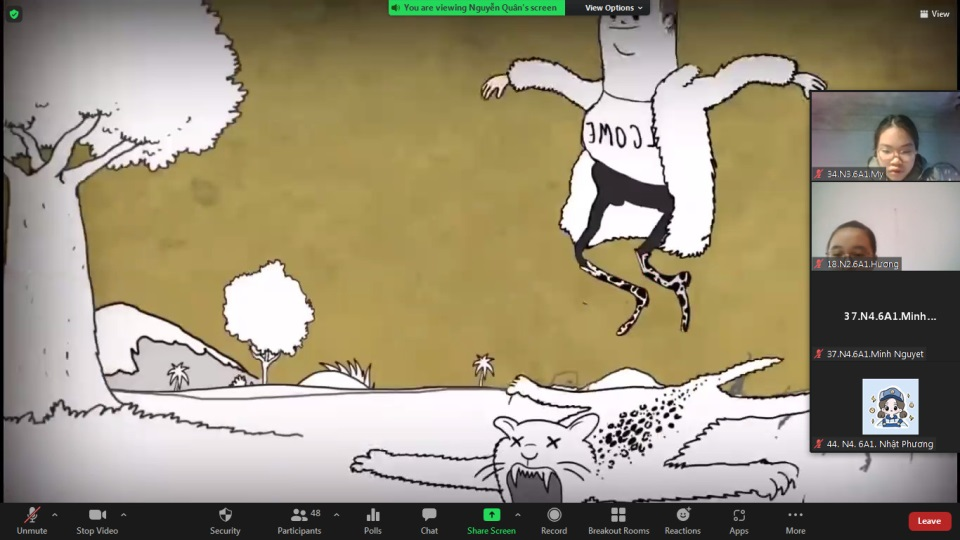 You are viewing Nguyễn Quân's screen
View Options
View
34.N3.6A1.My
18.N2.6A1.Hương
37.N4.6A1.Minh...
37.N4.6A1.Minh Nguyet
44. N4. 6A1. Nhật Phương
Unmute
Stop Video
Security
Participants
48
Polls
Chat
Share Screen
Record
Breakout Rooms
Reactions
Apps
More
Leave